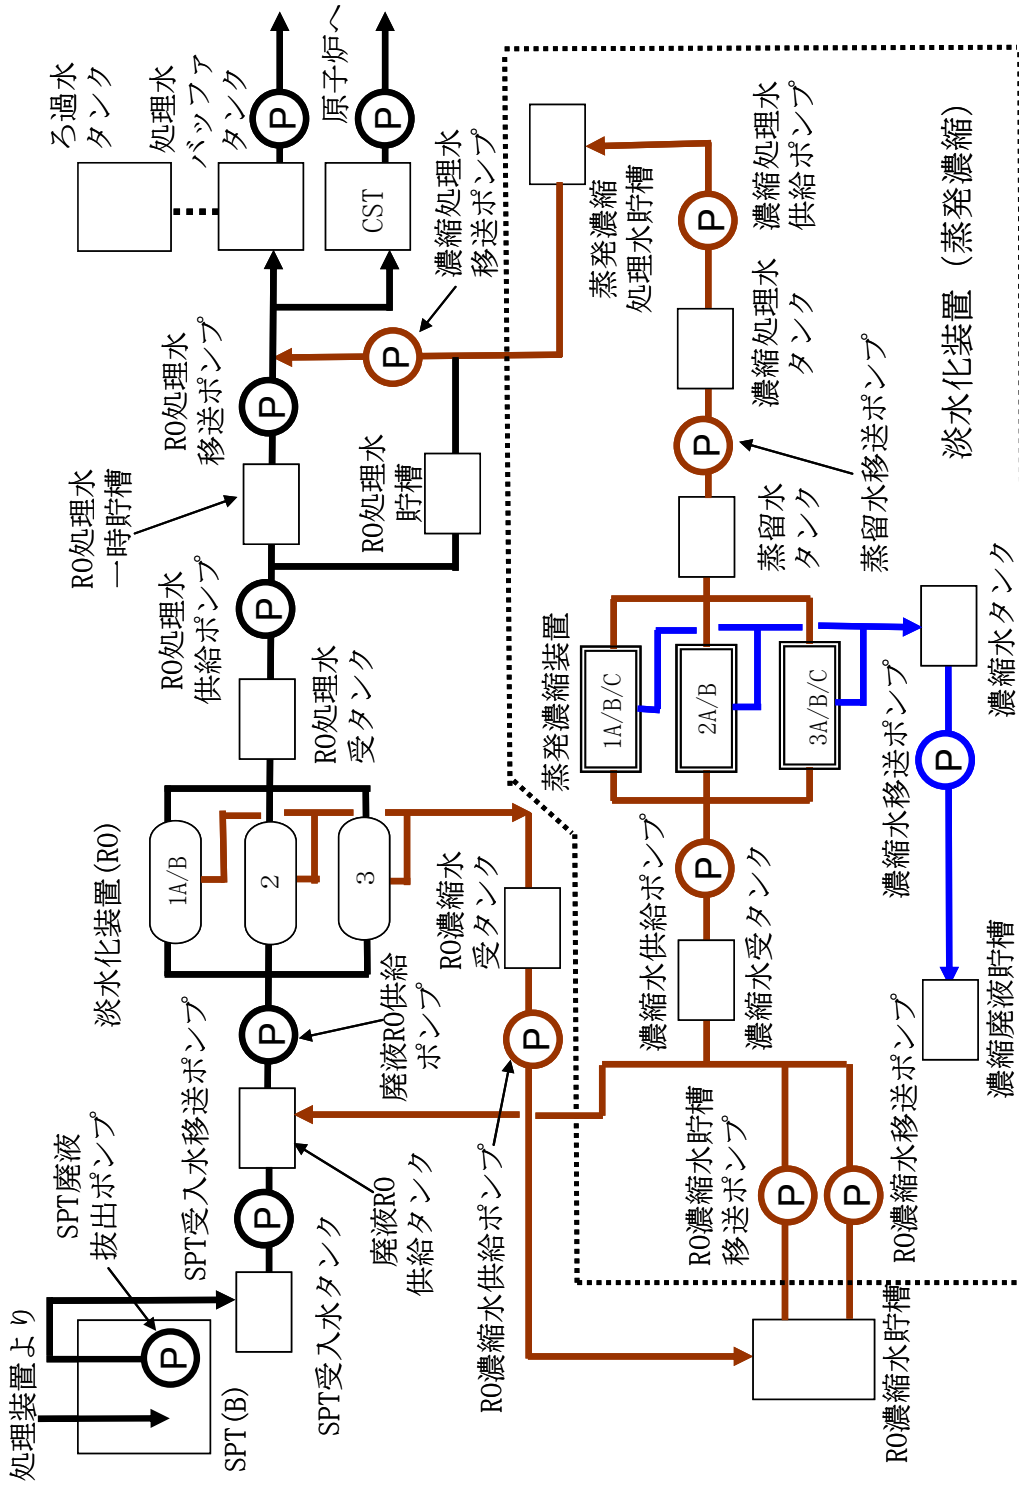 処理装置より
SPT(B)
P
SPT廃液
抜出ポンプ
SPT受入水タンク
P
SPT受入水移送ポンプ
廃液RO
供給タンク
P
廃液RO供給
ポンプ
淡水化装置(RO)
1A/B
2
3
RO処理水
受タンク
P
RO処理水
供給ポンプ
RO処理水
一時貯槽
RO処理水
貯槽
P
RO処理水
移送ポンプ
P
濃縮処理水
移送ポンプ
ろ過水
タンク
処理水
バッファ
タンク
P
CST
P
原子炉へ
RO濃縮水
受タンク
P
RO濃縮水供給ポンプ
RO濃縮水貯槽
P
RO濃縮水貯槽
移送ポンプ
P
RO濃縮水移送ポンプ
濃縮水受タンク
P
濃縮水供給ポンプ
蒸発濃縮装置
1A/B/C
2A/B
3A/B/C
蒸留水
タンク
P
蒸留水移送ポンプ
濃縮処理水
タンク
P
濃縮処理水
供給ポンプ
蒸発濃縮
処理水貯槽
濃縮水タンク
P
濃縮水移送ポンプ
濃縮廃液貯槽
淡水化装置(蒸発濃縮)